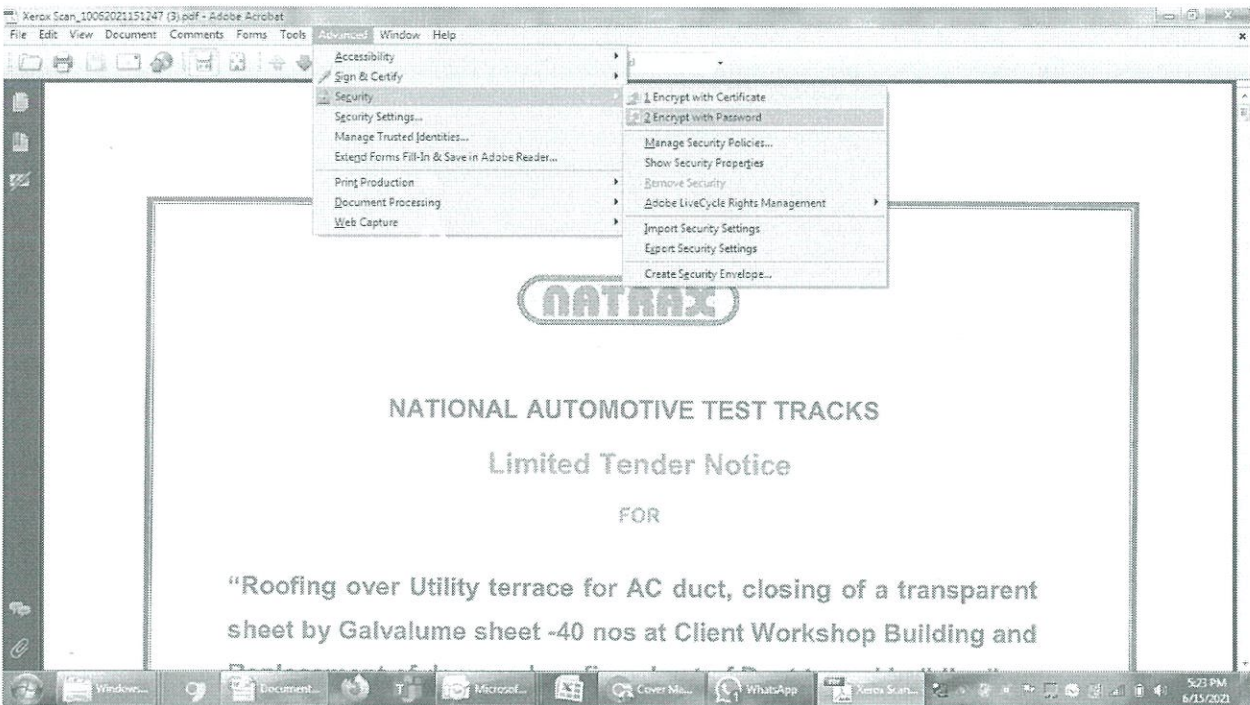 Xerox Scan_10062021151247 (3).pdf - Adobe Acrobat
File Edit View Document Comments Forms Tools Advanced Window Help
Accessibility
Sign & Certify
Security
Security Settings...
Manage Trusted Identities...
Extend Forms Fill-In & Save in Adobe Reader...
Print Production
Document Processing
Web Capture
1 Encrypt with Certificate
2 Encrypt with Password
Manage Security Policies...
Show Security Properties
Remove Security
Adobe LiveCycle Rights Management
Import Security Settings
Export Security Settings
Create Security Envelope...
NATRAX
NATIONAL AUTOMOTIVE TEST TRACKS
Limited Tender Notice
FOR
“Roofing over Utility terrace for AC duct, closing of a transparent
sheet by Galvalume sheet -40 nos at Client Workshop Building and
Windows... Document... Microsof... Cover Ma... WhatsApp Xerox Scan... 5:23 PM
6/15/2021